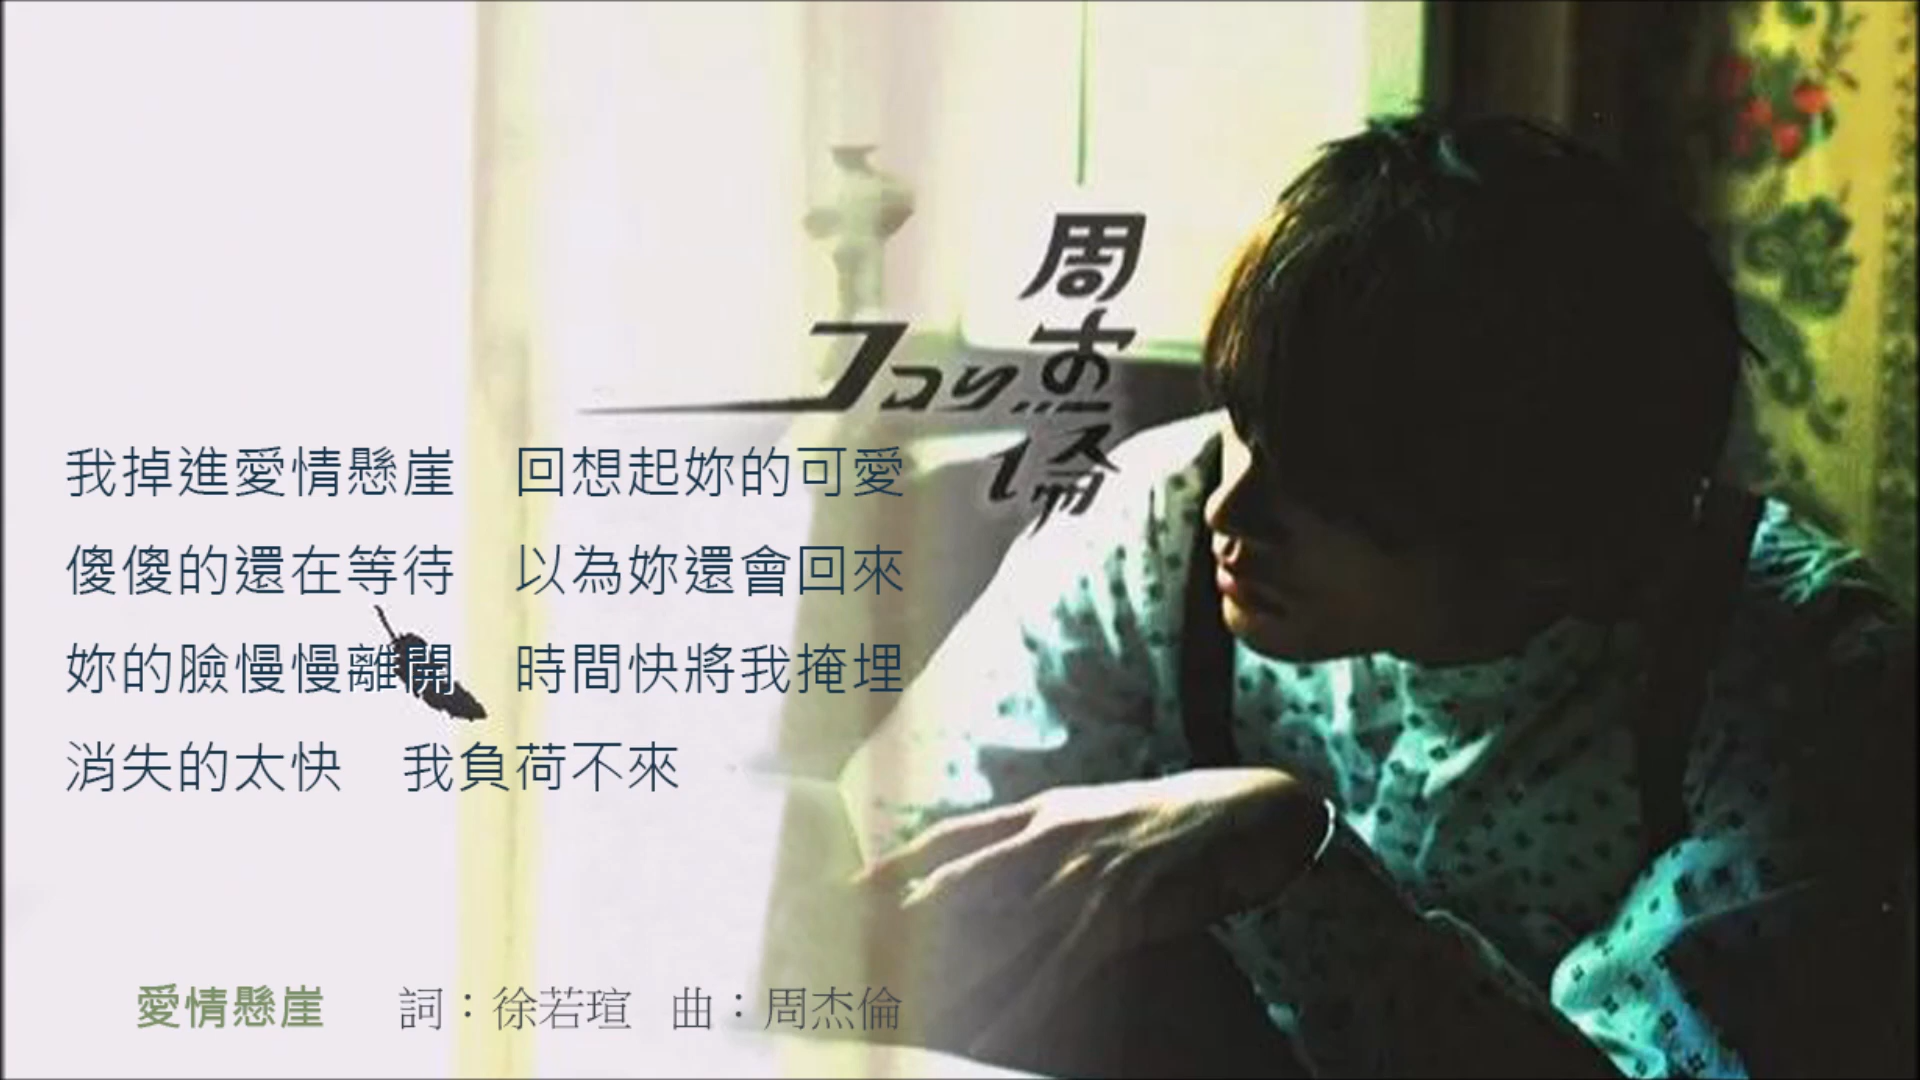 周杰倫
我掉進愛情懸崖　回想起妳的可愛
傻傻的還在等待　以為妳還會回來
妳的臉慢慢離開　時間快將我掩埋
消失的太快　我負荷不來
愛情懸崖　詞：徐若瑄　曲：周杰倫